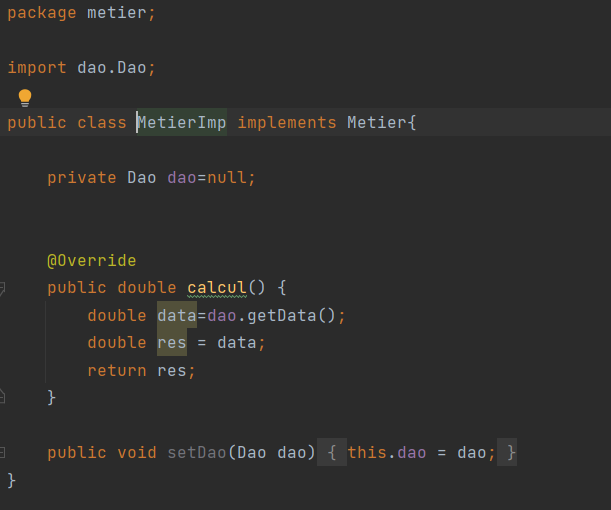 package metier;
import dao.Dao;
public class MetierImp implements Metier{
private Dao dao=null;
@Override
public double calcul() {
double data=dao.getData();
double res = data;
return res;
}
public void setDao(Dao dao) { this.dao = dao; }
}